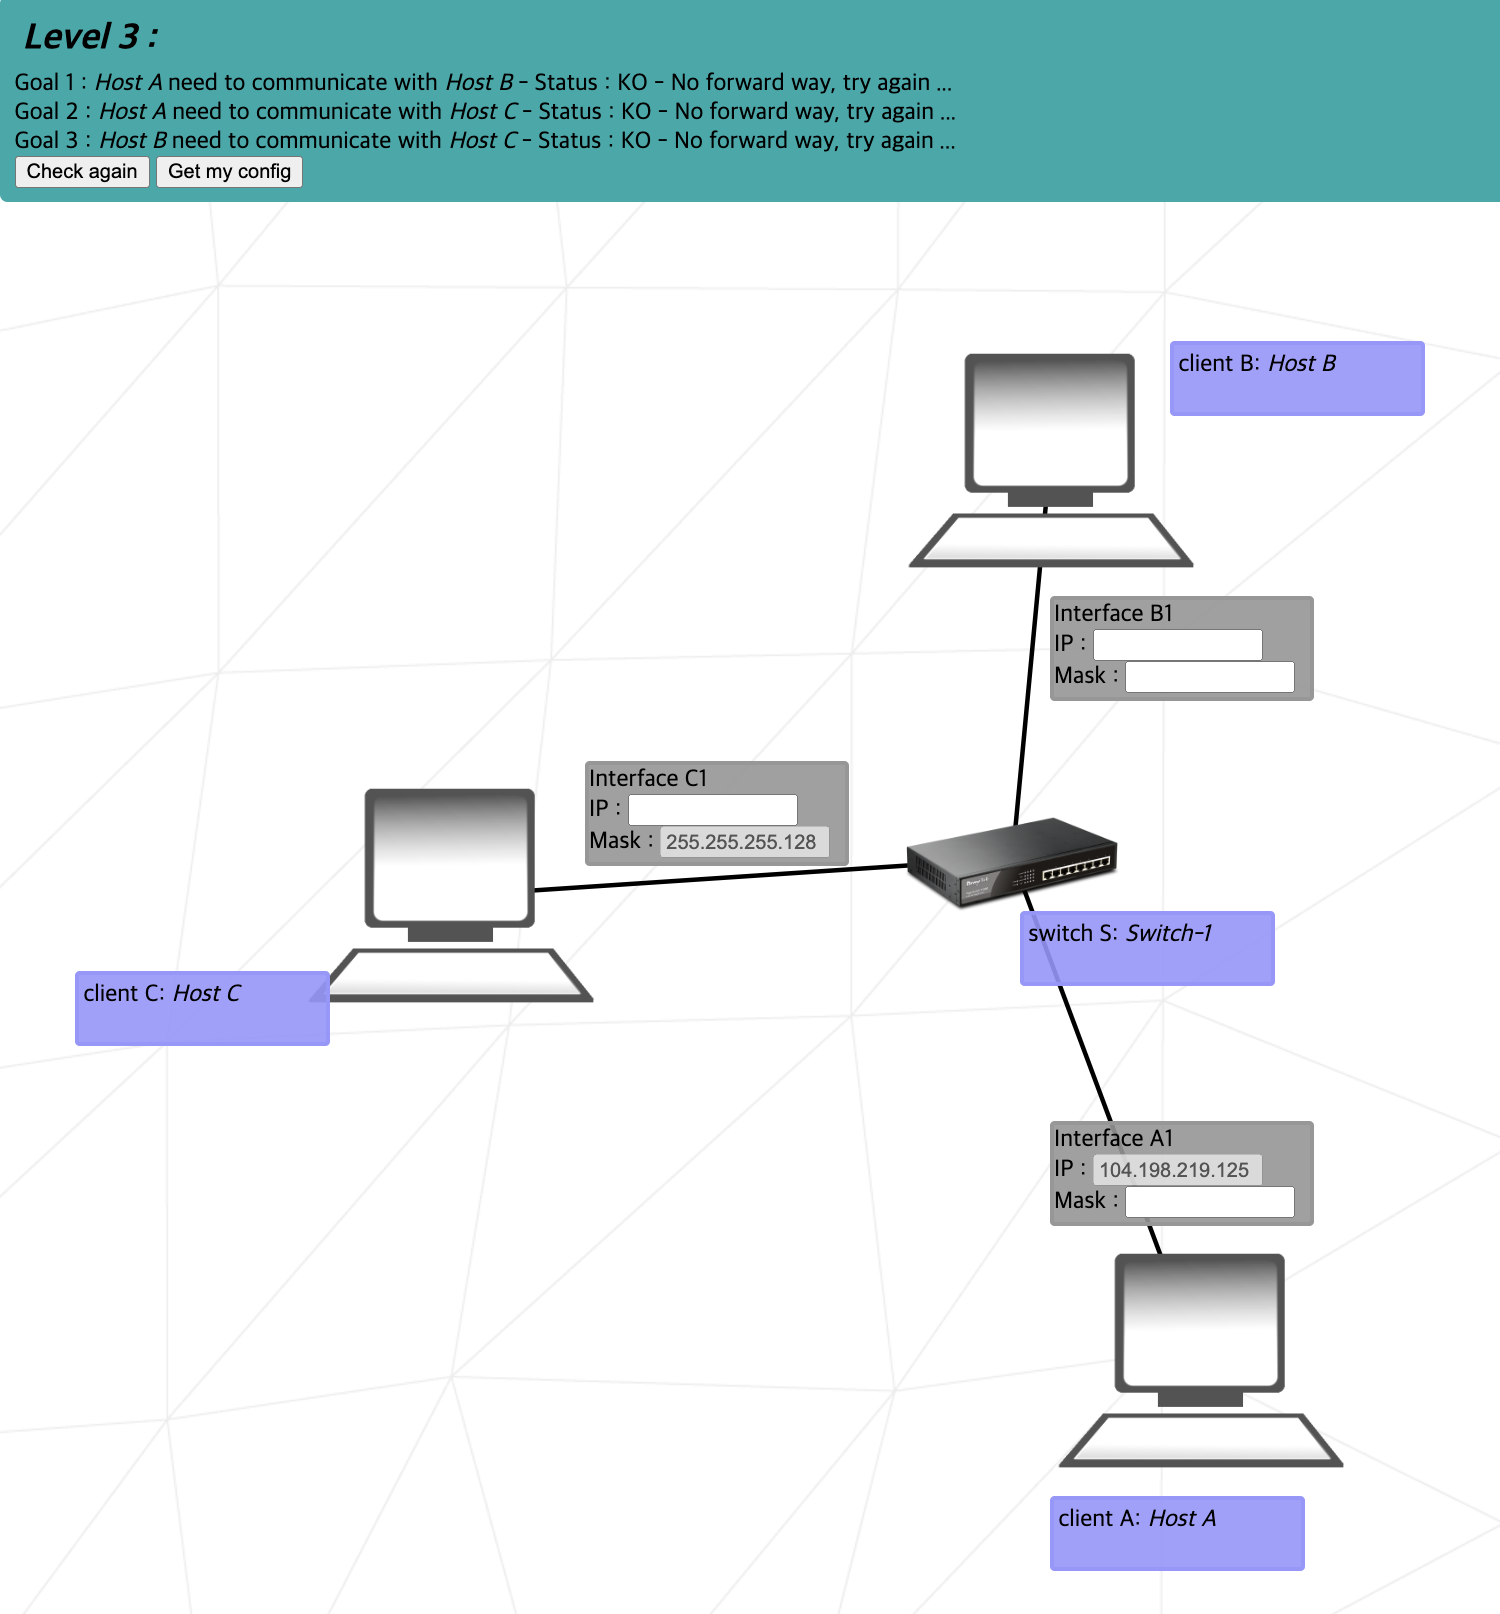 Level 3 :
Goal 1 : Host A need to communicate with Host B - Status : KO - No forward way, try again ...
Goal 2 : Host A need to communicate with Host C - Status : KO - No forward way, try again ...
Goal 3 : Host B need to communicate with Host C - Status : KO - No forward way, try again ...
Check again Get my config
client B: Host B
Interface B1
IP :
Mask :
Interface C1
IP :
Mask : 255.255.255.128
switch S: Switch-1
client C: Host C
Interface A1
IP : 104.198.219.125
Mask :
client A: Host A